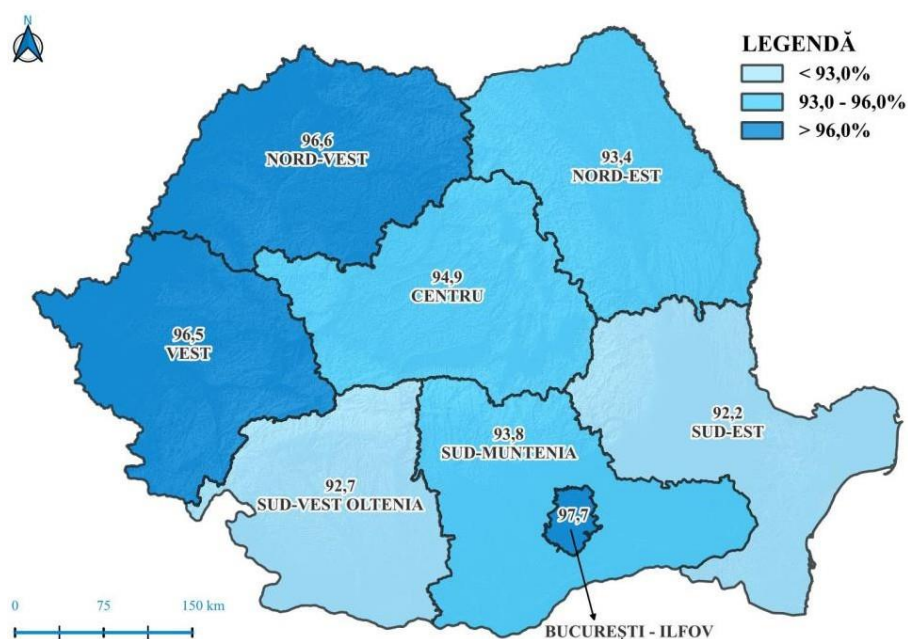 N
LEGENDĂ
< 93,0%
93,0 - 96,0%
> 96,0%
96,6
NORD-VEST
93,4
NORD-EST
94,9
CENTRU
96,5
VEST
92,2
SUD-EST
93,8
SUD-MUNTENIA
92,7
SUD-VEST OLTENIA
97,7
0 75 150 km
BUCUREȘTI - ILFOV